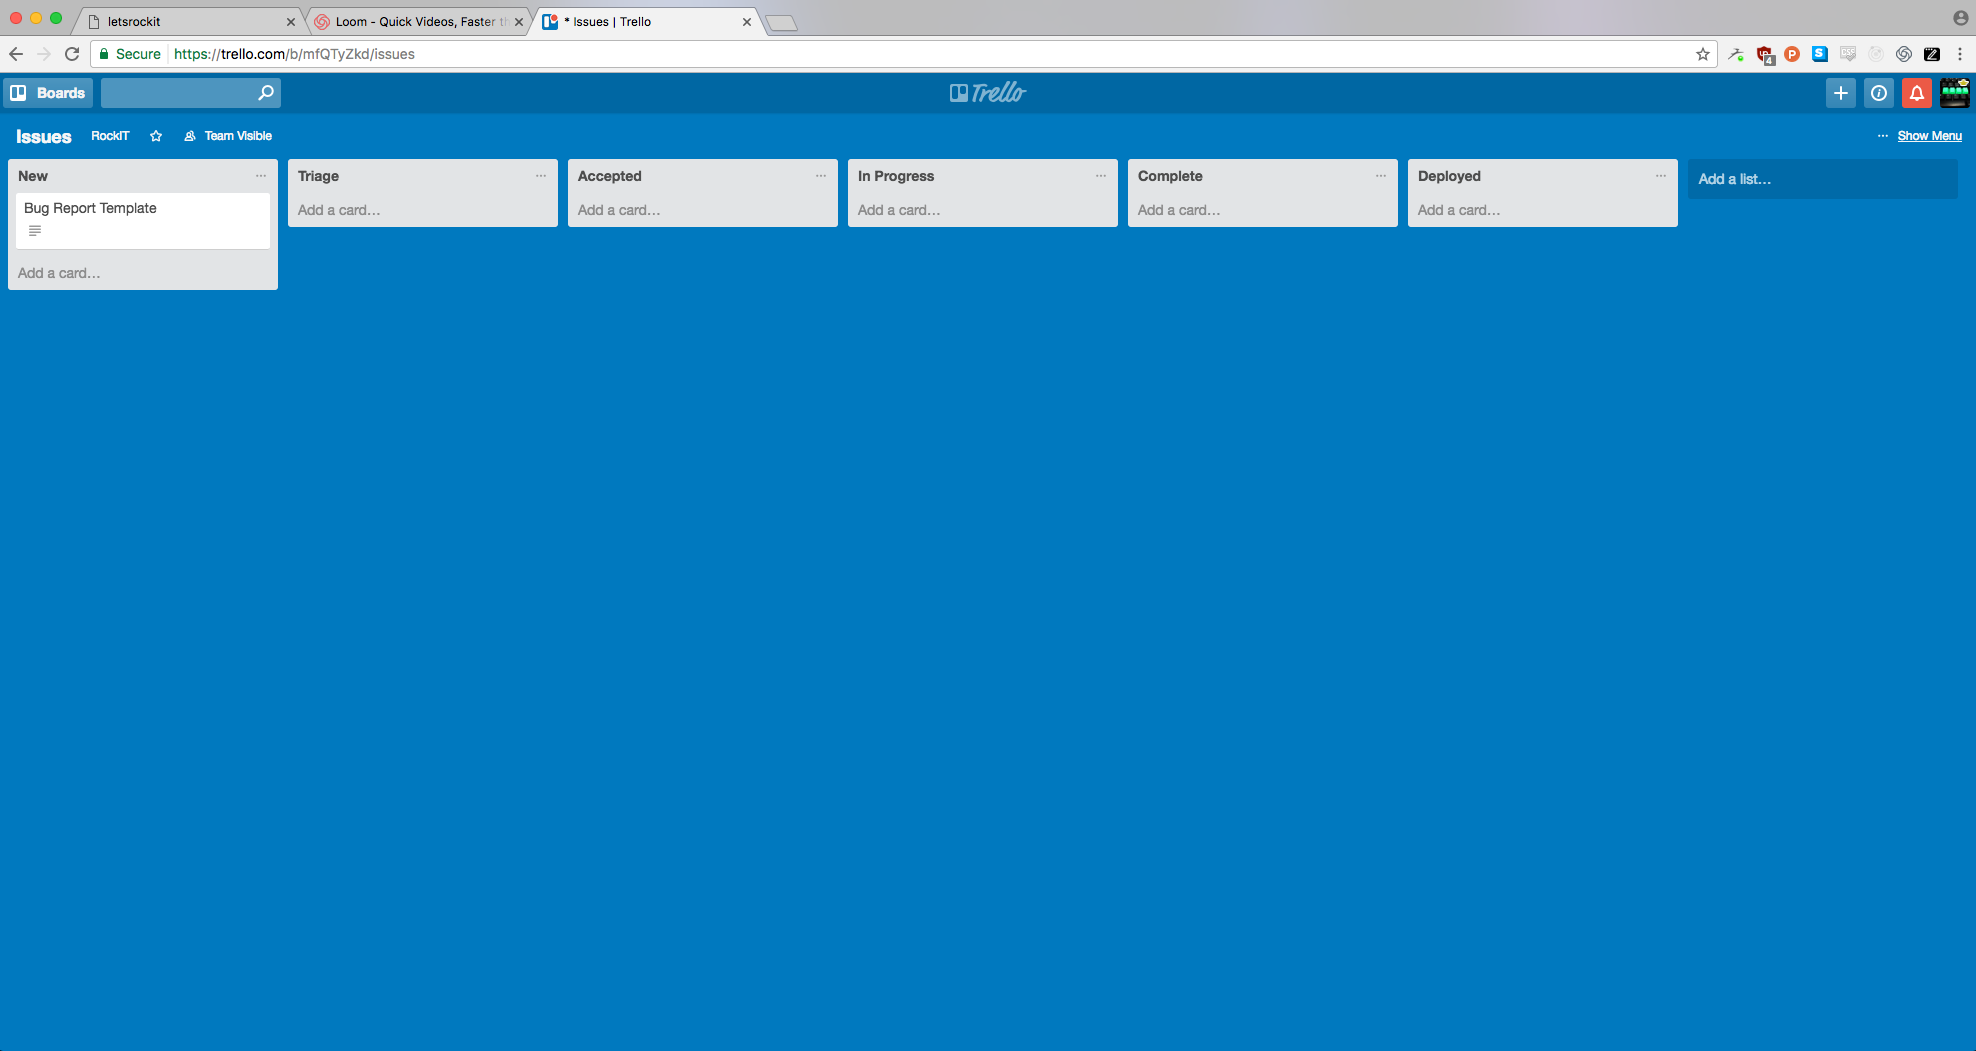 letsrockit
Loom - Quick Videos, Faster th
* Issues | Trello
Secure
https://trello.com/b/mfQTyZkd/issues
4
P
S
Boards
Trello
Issues
RockIT
Team Visible
Show Menu
New
Bug Report Template
Add a card...
Triage
Add a card...
Accepted
Add a card...
In Progress
Add a card...
Complete
Add a card...
Deployed
Add a card...
Add a list...